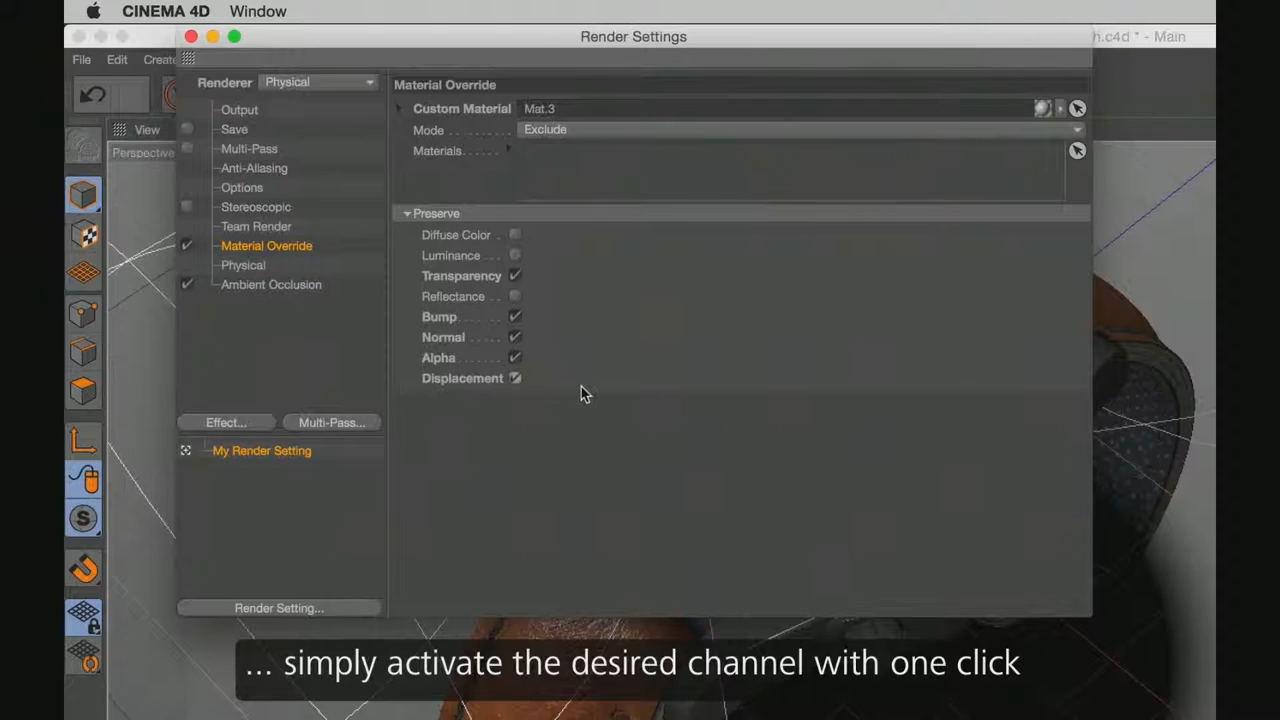 CINEMA 4D Window
Render Settings
h.c4d * - Main
File Edit Create
Renderer Physical
Material Override
Output
Custom Material Mat.3
Save
Mode Exclude
View
Multi-Pass
Materials
Perspective
Anti-Aliasing
Options
Stereoscopic
Preserve
Team Render
Diffuse Color
Material Override
Luminance
Physical
Transparency
Ambient Occlusion
Reflectance
Bump
Normal
Alpha
Displacement
Effect... Multi-Pass...
My Render Setting
S
Render Setting...
... simply activate the desired channel with one click